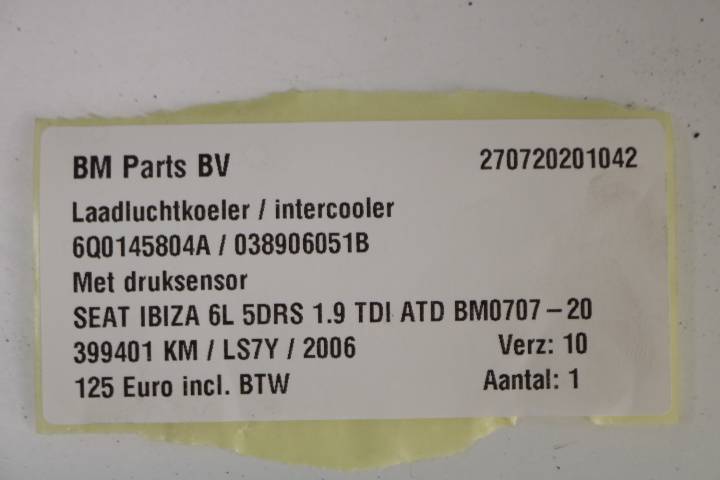 BM Parts BV 270720201042
Laadluchtkoeler / intercooler
6Q0145804A / 038906051B
Met druksensor
SEAT IBIZA 6L 5DRS 1.9 TDI ATD BM0707 – 20
399401 KM / LS7Y / 2006 Verz: 10
125 Euro incl. BTW Aantal: 1